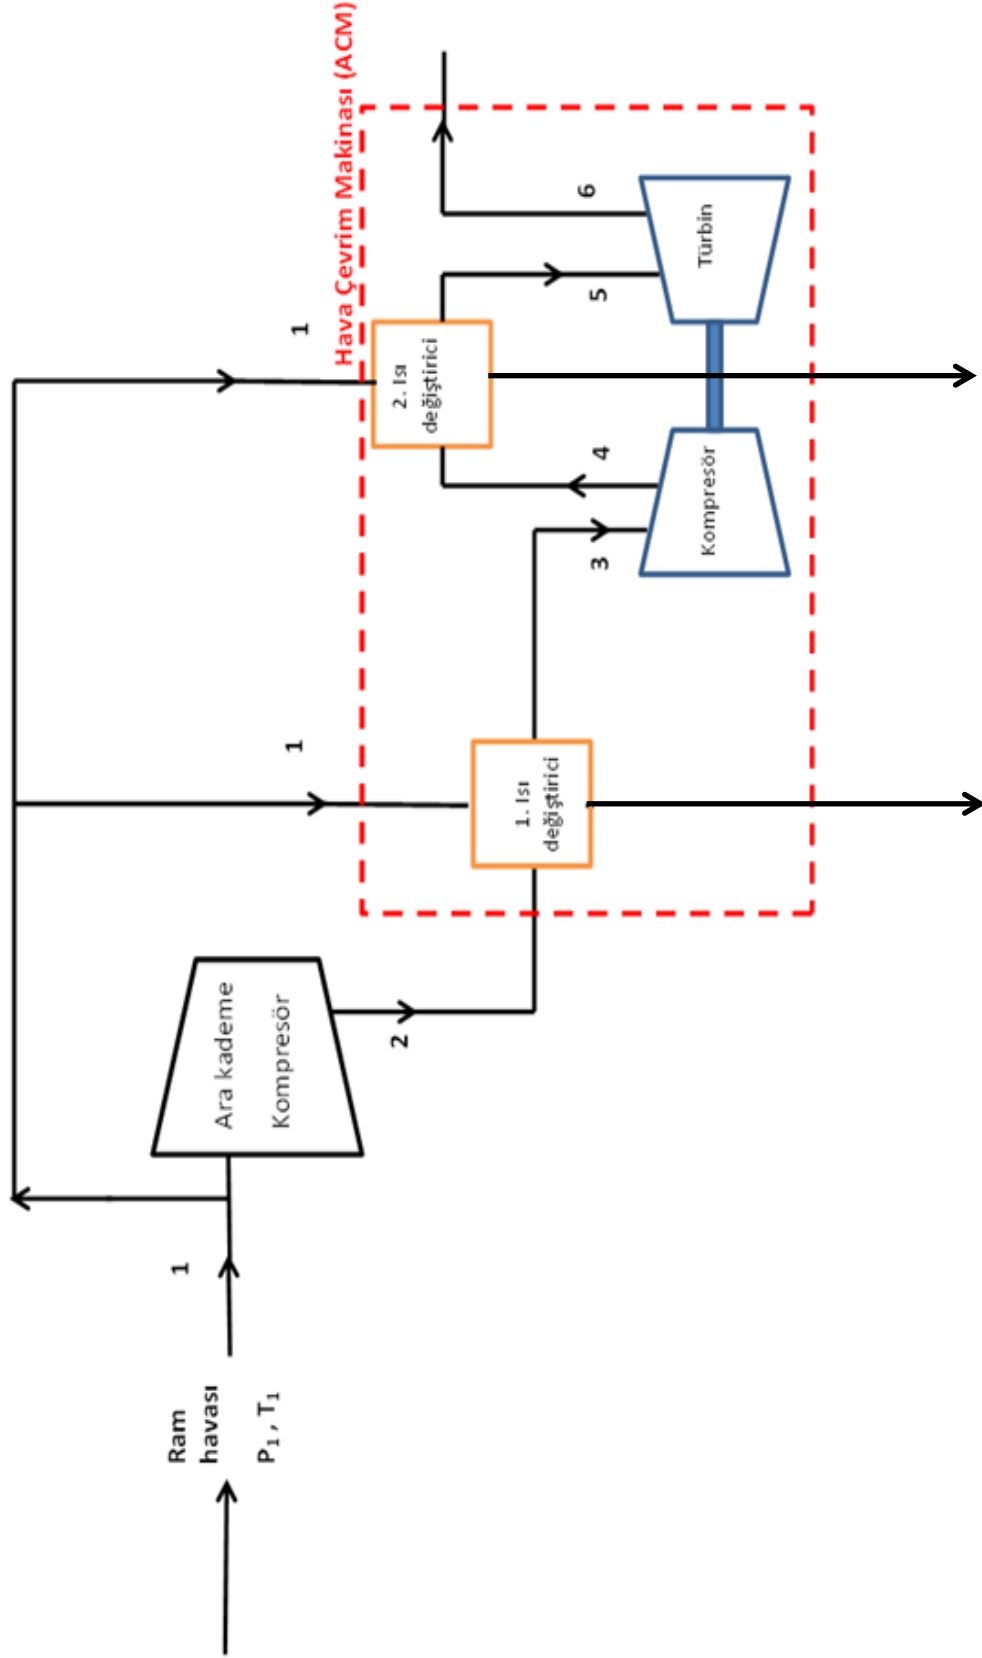 Ram
havası
P₁ , T₁
1
Ara kademe
Kompresör
2
1
1. Isı
değiştirici
3
Kompresör
4
1
2. Isı
değiştirici
Hava Çevrim Makinası (ACM)
5
6
Türbin